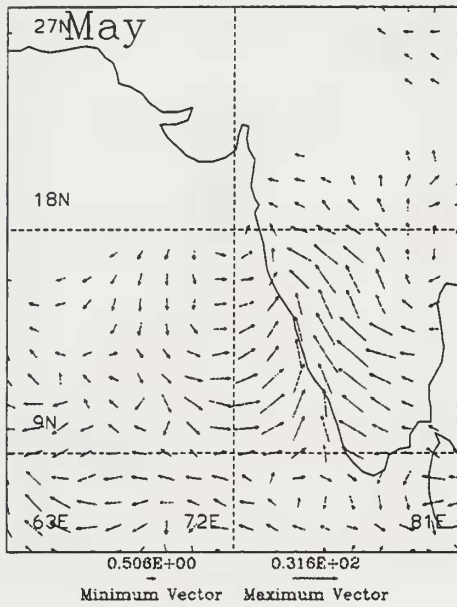 27N May
18N
9N
63E 72E 81E
0.506E+00 0.316E+02
Minimum Vector Maximum Vector